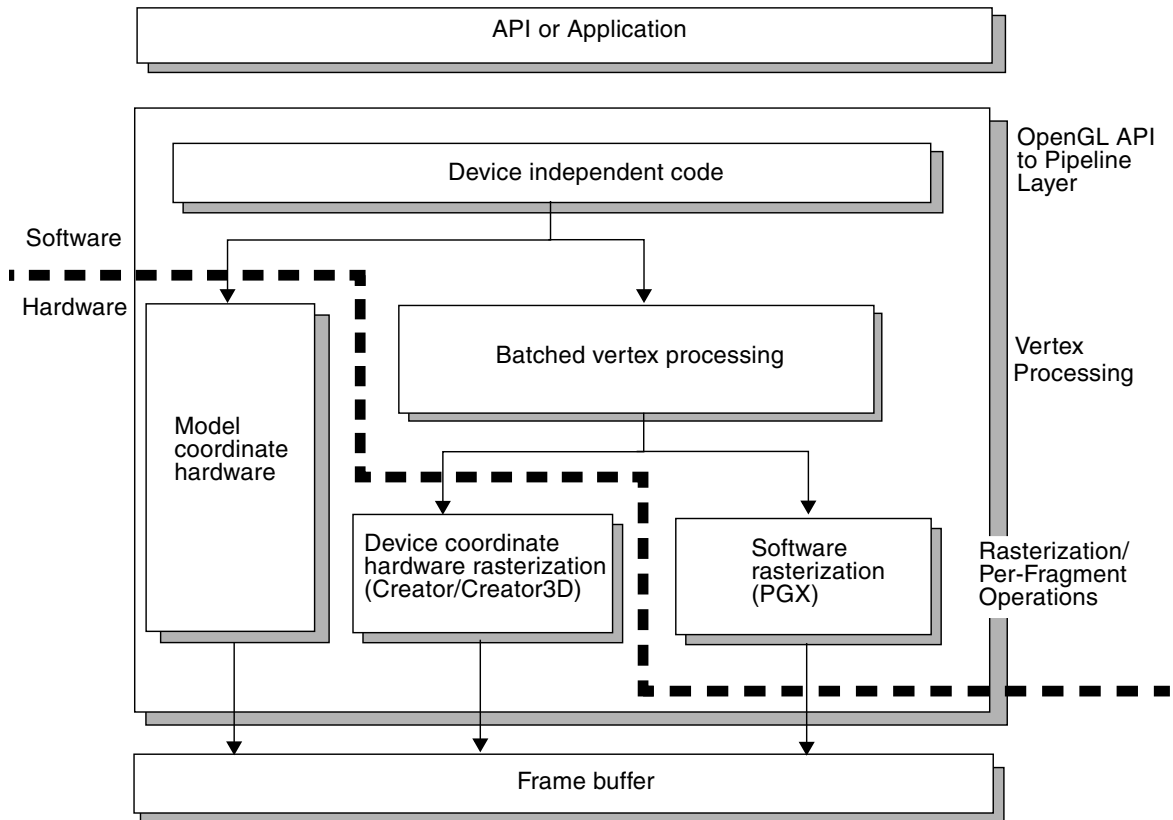 API or Application
OpenGL API
to Pipeline
Layer
Device independent code
Software
Hardware
Batched vertex processing
Vertex
Processing
Model
coordinate
hardware
Device coordinate
hardware rasterization
(Creator/Creator3D)
Software
rasterization
(PGX)
Rasterization/
Per-Fragment
Operations
Frame buffer